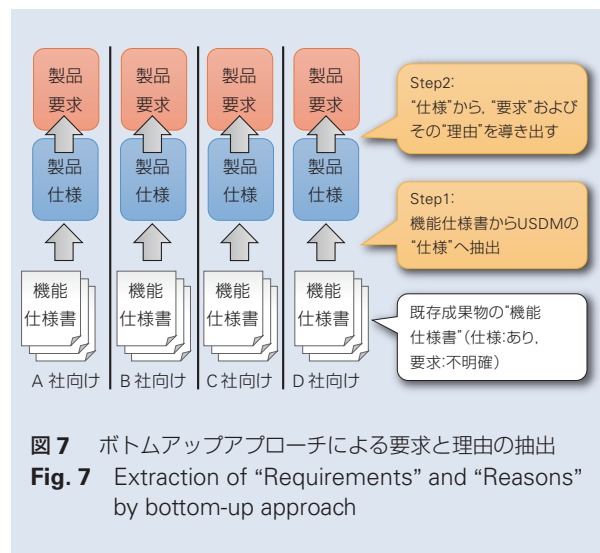 製品
要求
製品
要求
製品
要求
製品
要求
Step2:
“仕様”から，“要求”および
その“理由”を導き出す
製品
仕様
製品
仕様
製品
仕様
製品
仕様
Step1:
機能仕様書からUSDMの
“仕様”へ抽出
機能
仕様書
機能
仕様書
機能
仕様書
機能
仕様書
既存成果物の“機能
仕様書”（仕様:あり，
要求:不明確）
A 社向け
B 社向け
C 社向け
D 社向け
図 7 ボトムアップアプローチによる要求と理由の抽出
Fig. 7 Extraction of “Requirements” and “Reasons”
by bottom-up approach